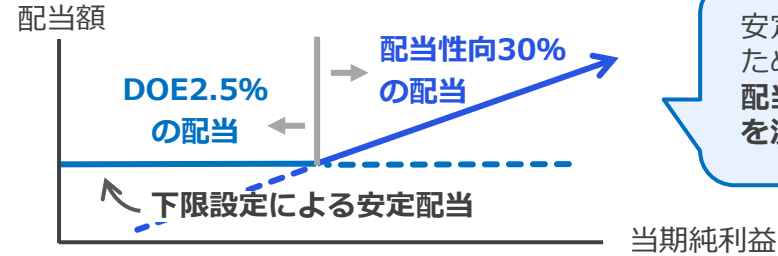 配当額
配当性向30%
の配当
DOE2.5%
の配当
下限設定による安定配当
当期純利益
安定
ため
配当
を